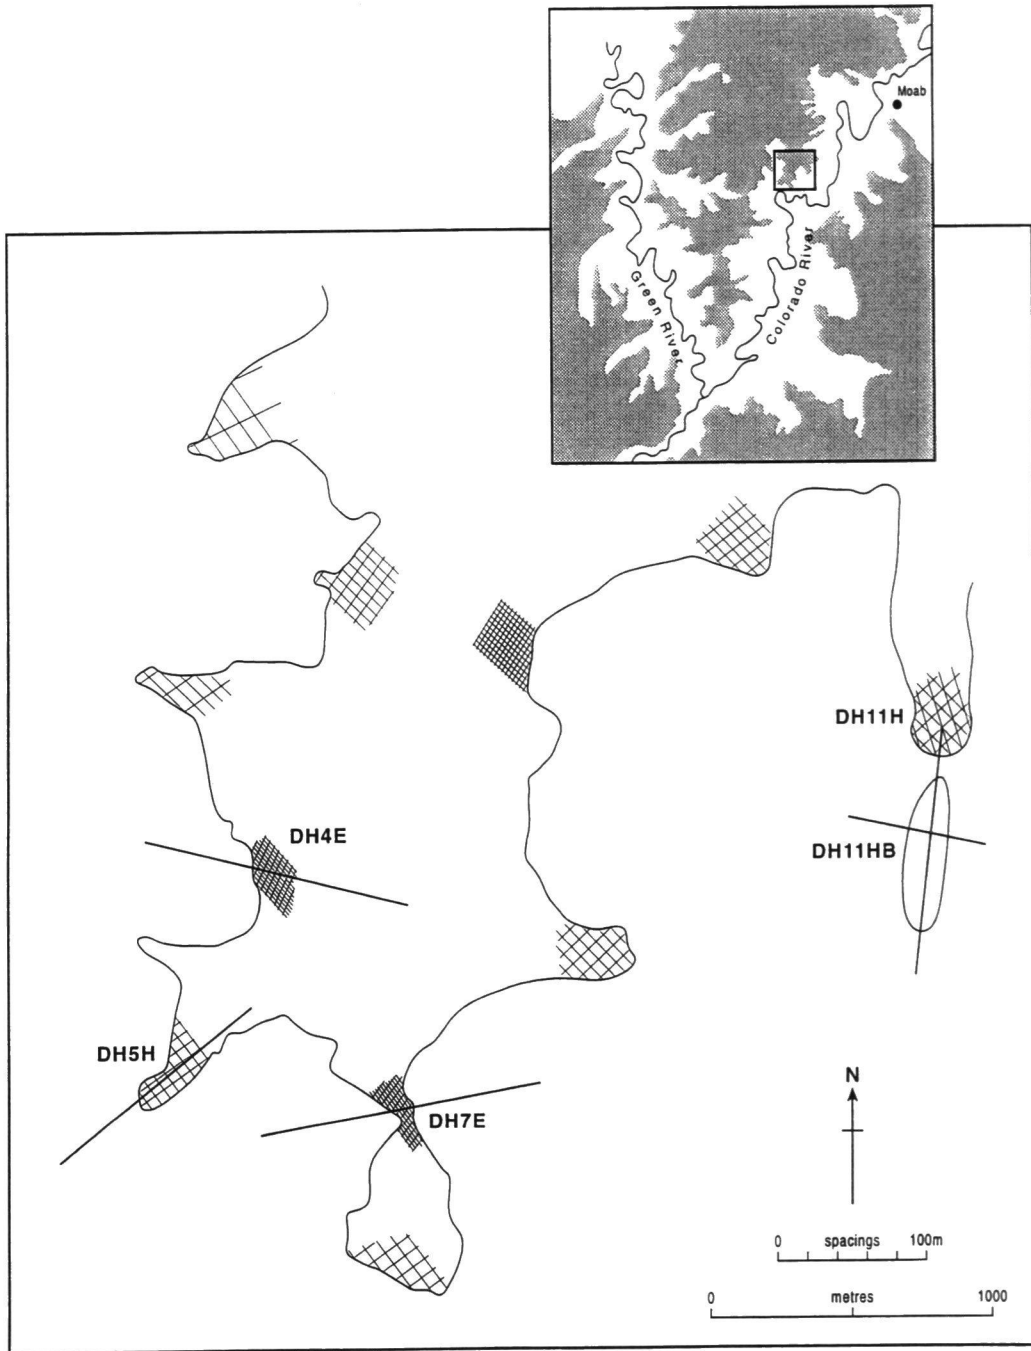 Moab
Green River
Colorado River
DH11H
DH4E
DH11HB
DH5H
DH7E
N
0 spacings 100m
0 metres 1000